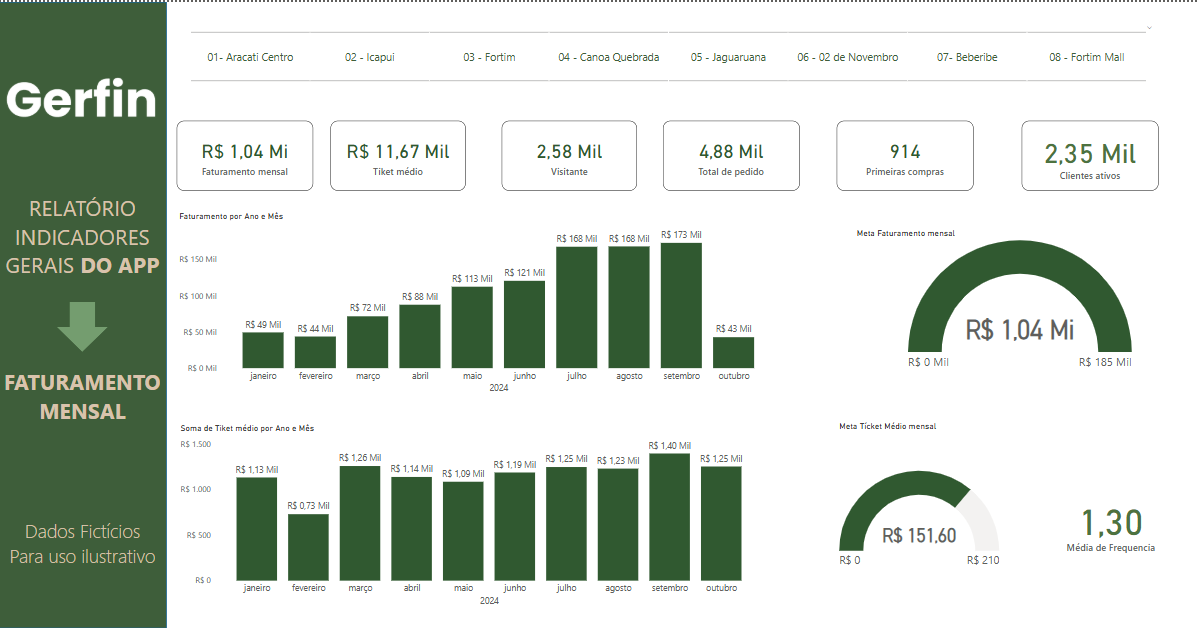 Gerfin
RELATÓRIO
INDICADORES
GERAIS DO APP
FATURAMENTO
MENSAL
Dados Fictícios
Para uso ilustrativo
01- Aracati Centro
02 - Icapui
03 - Fortim
04 - Canoa Quebrada
05 - Jaguaruana
06 - 02 de Novembro
07- Beberibe
08 - Fortim Mall
R$ 1,04 Mi
Faturamento mensal
R$ 11,67 Mil
Tiket médio
2,58 Mil
Visitante
4,88 Mil
Total de pedido
914
Primeiras compras
2,35 Mil
Clientes ativos
Faturamento por Ano e Mês
R$ 150 Mil
R$ 100 Mil
R$ 50 Mil
R$ 0 Mil
R$ 49 Mil
R$ 44 Mil
R$ 72 Mil
R$ 88 Mil
R$ 113 Mil
R$ 121 Mil
R$ 168 Mil
R$ 168 Mil
R$ 173 Mil
R$ 43 Mil
janeiro
fevereiro
março
abril
maio
junho
julho
agosto
setembro
outubro
2024
Meta Faturamento mensal
R$ 1,04 Mi
R$ 0 Mil
R$ 185 Mil
Soma de Tiket médio por Ano e Mês
R$ 1.500
R$ 1.000
R$ 500
R$ 0
R$ 1,13 Mil
R$ 0,73 Mil
R$ 1,26 Mil
R$ 1,14 Mil
R$ 1,09 Mil
R$ 1,19 Mil
R$ 1,25 Mil
R$ 1,23 Mil
R$ 1,40 Mil
R$ 1,25 Mil
janeiro
fevereiro
março
abril
maio
junho
julho
agosto
setembro
outubro
2024
Meta Ticket Médio mensal
R$ 151,60
R$ 0
R$ 210
1,30
Média de Frequencia